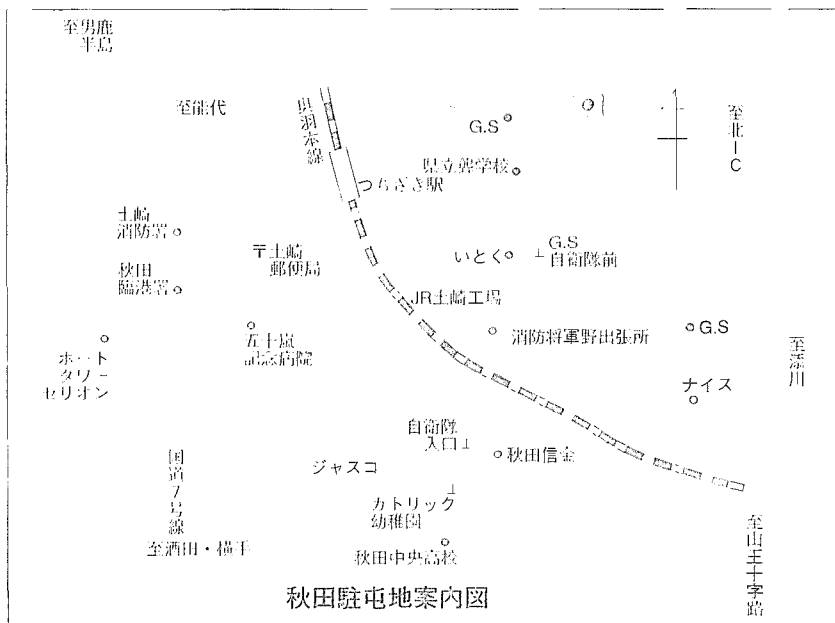 至男鹿
半島
至能代
奥羽本線
G.S
至北IC
県立聾学校
つちざき駅
土崎
消防署
〒土崎
郵便局
いとく
G.S
自衛隊前
秋田
臨港署
JR土崎工場
五十嵐
記念病院
消防将軍野出張所
G.S
至添川
ポート
タワー
セリオン
ナイス
自衛隊
入口
秋田信金
国道7号線
ジャスコ
カトリック
幼稚園
至酒田・横手
秋田中央高校
至山王十字路
秋田駐屯地案内図